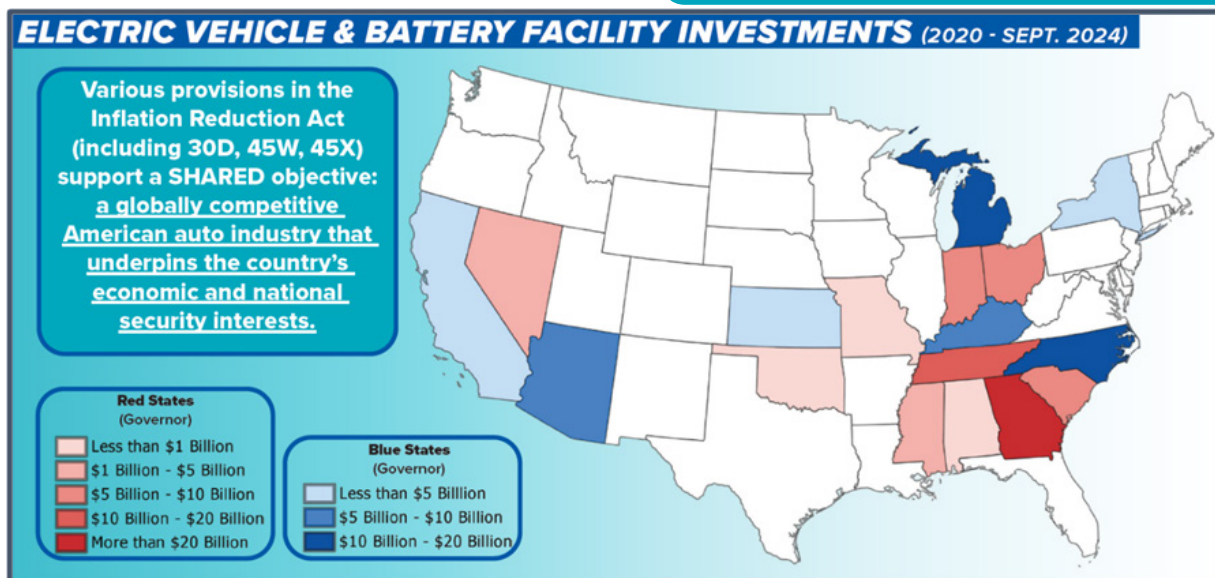 ELECTRIC VEHICLE & BATTERY FACILITY INVESTMENTS (2020 - SEPT. 2024)
Various provisions in the
Inflation Reduction Act
(including 30D, 45W, 45X)
support a SHARED objective:
a globally competitive
American auto industry that
underpins the country's
economic and national
security interests.
Red States
(Governor)
Less than $1 Billion
$1 Billion - $5 Billion
$5 Billion - $10 Billion
$10 Billion - $20 Billion
More than $20 Billion
Blue States
(Governor)
Less than $5 Billlion
$5 Billion - $10 Billion
$10 Billion - $20 Billion